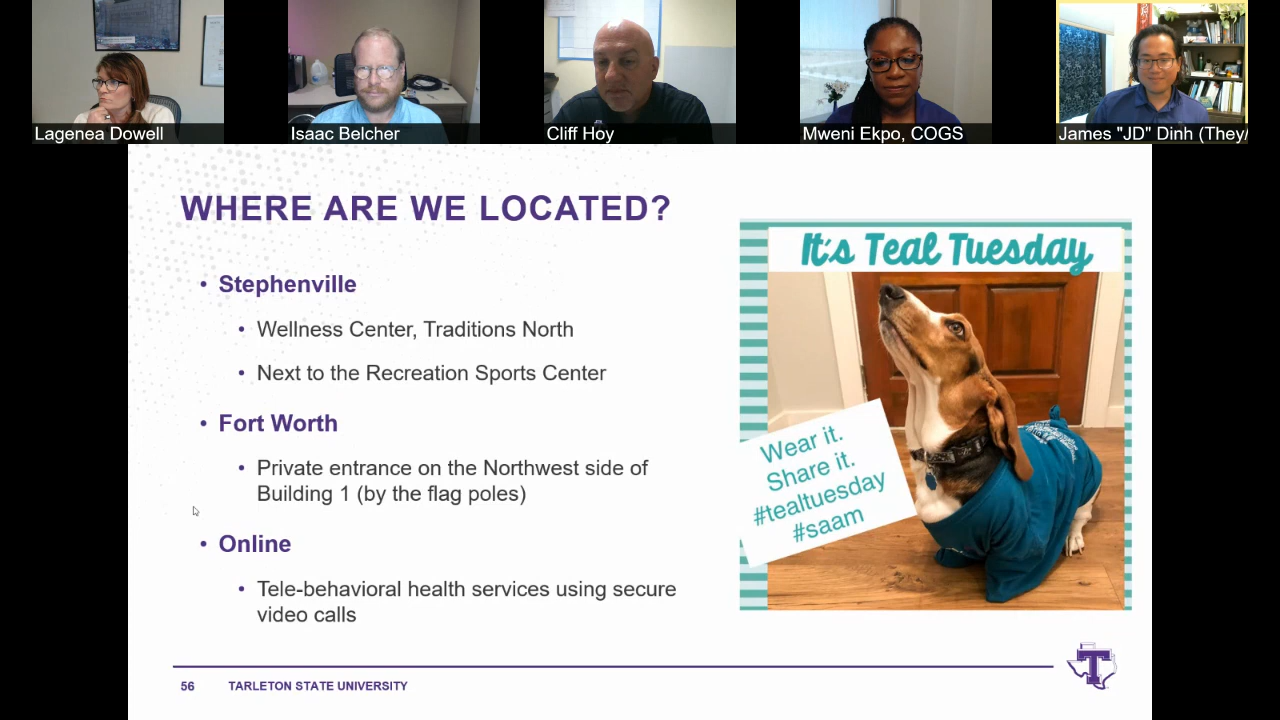 Lagenea Dowell
Isaac Belcher
Cliff Hoy
Mweni Ekpo, COGS
James "JD" Dinh (They/
WHERE ARE WE LOCATED?
• Stephenville
• Wellness Center, Traditions North
• Next to the Recreation Sports Center
• Fort Worth
• Private entrance on the Northwest side of
Building 1 (by the flag poles)
• Online
• Tele-behavioral health services using secure
video calls
It's Teal Tuesday
Wear it.
Share it.
#tealtuesday
#saam
56 TARLETON STATE UNIVERSITY
T